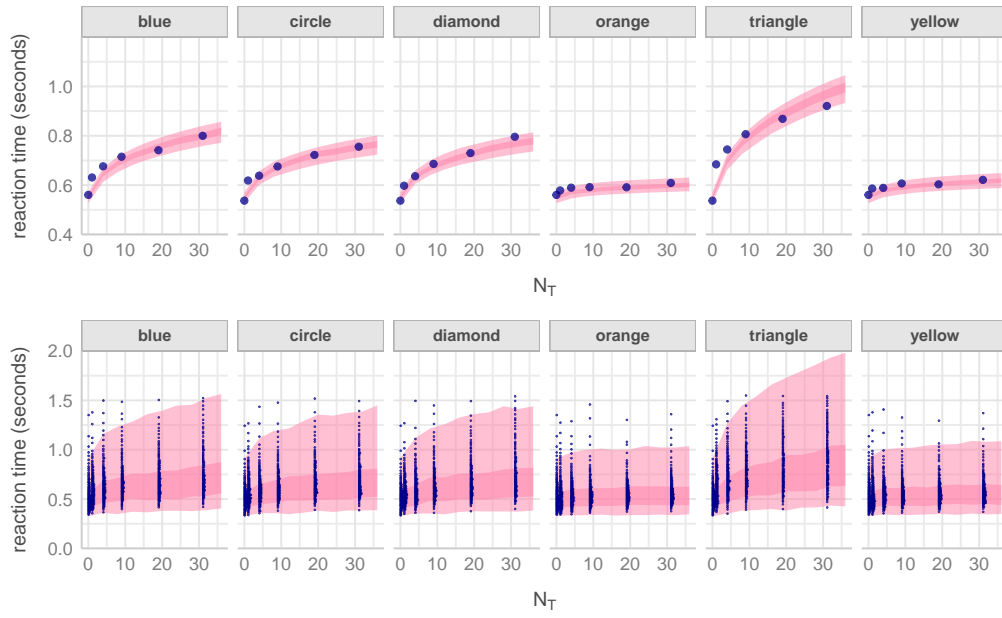 blue circle diamond orange triangle yellow
reaction time (seconds)
1.0
0.8
0.6
0.4
0 10 20 30 0 10 20 30 0 10 20 30 0 10 20 30 0 10 20 30 0 10 20 30
N_T
blue circle diamond orange triangle yellow
reaction time (seconds)
2.0
1.5
1.0
0.5
0.0
0 10 20 30 0 10 20 30 0 10 20 30 0 10 20 30 0 10 20 30 0 10 20 30
N_T